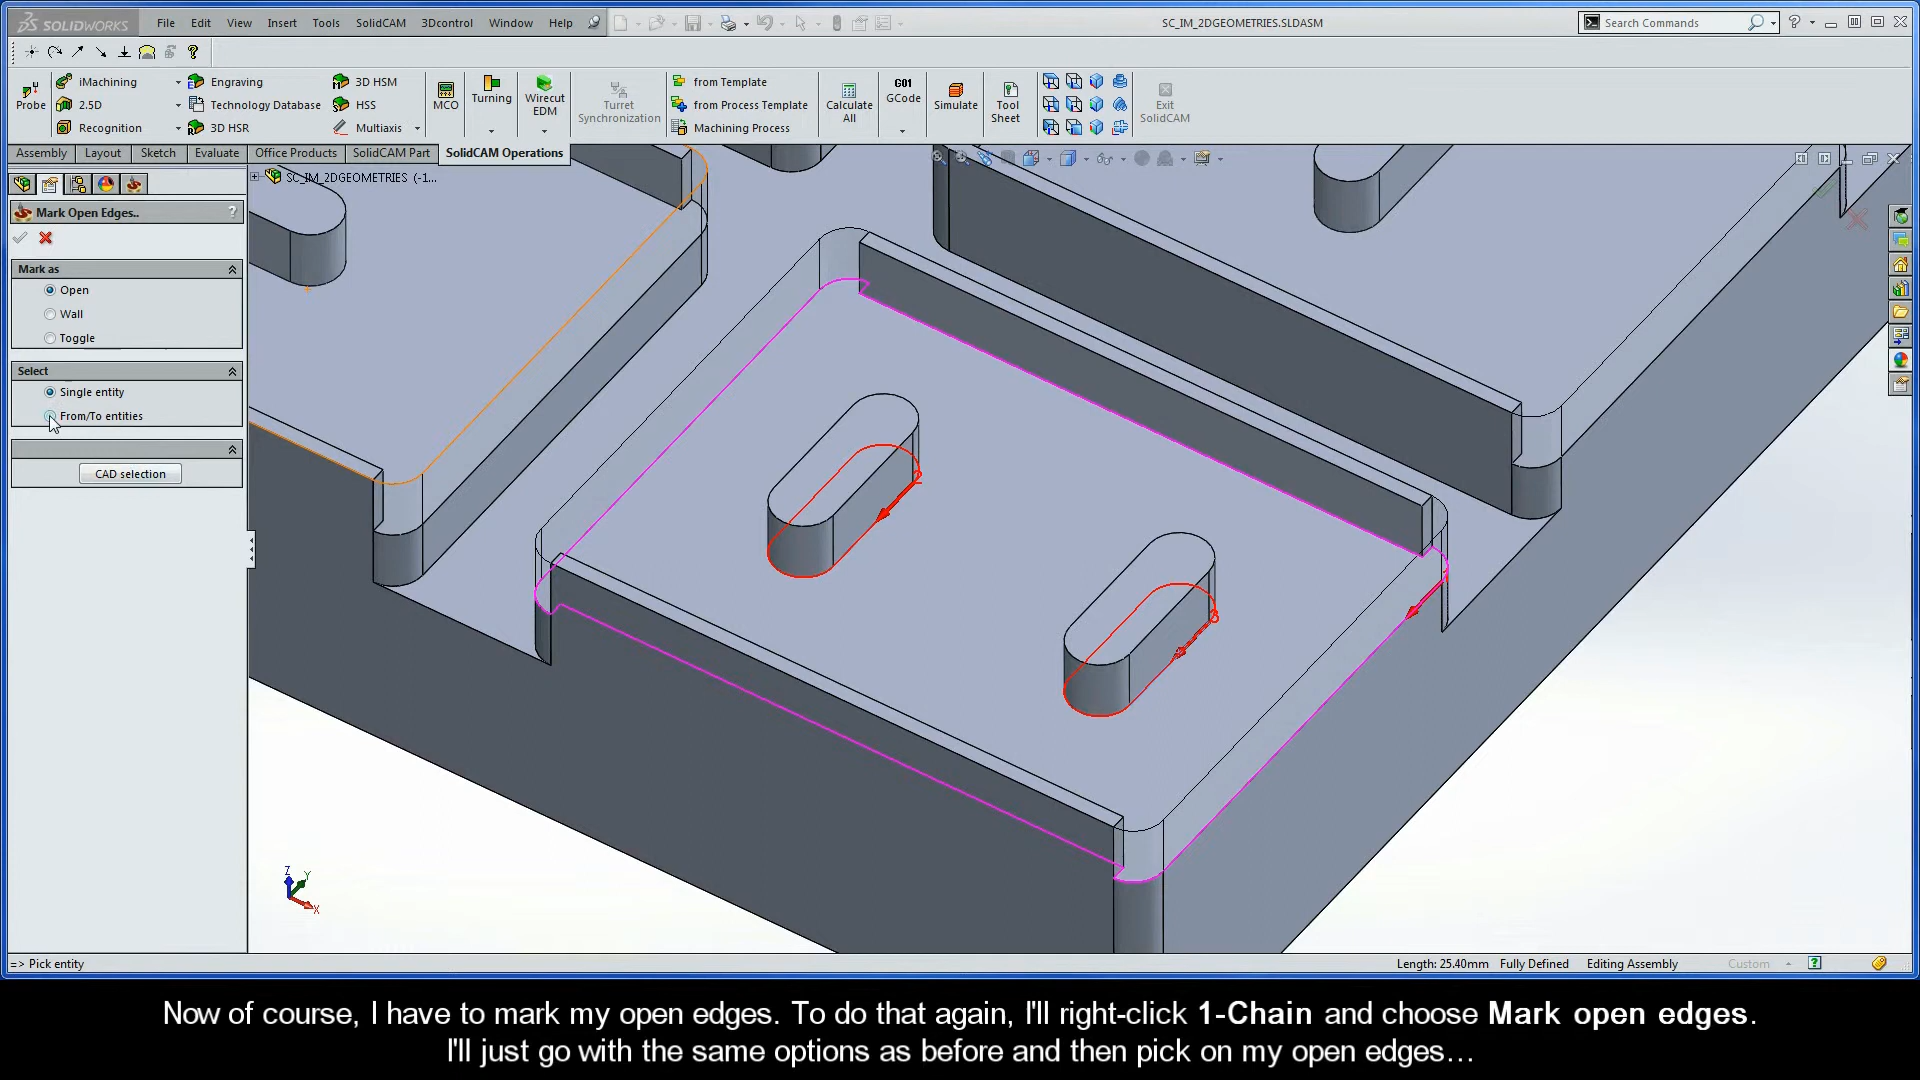 SOLIDWORKS File Edit View Insert Tools SolidCAM 3Dcontrol Window Help SC_IM_2DGEOMETRIES.SLDASM Search Commands
Probe iMachining 2.5D Recognition Engraving Technology Database 3D HSR 3D HSM HSS Multiaxis MCO Turning Wirecut EDM Turret Synchronization from Template from Process Template Machining Process Calculate All G01 GCode Simulate Tool Sheet Exit SolidCAM
Assembly Layout Sketch Evaluate Office Products SolidCAM Part SolidCAM Operations
SC_IM_2DGEOMETRIES (-1...
Mark Open Edges.. ?
Mark as
Open
Wall
Toggle
Select
Single entity
From/To entities
CAD selection
2
3
Z Y X
=> Pick entity Length: 25.40mm Fully Defined Editing Assembly Custom
Now of course, I have to mark my open edges. To do that again, I'll right-click 1-Chain and choose Mark open edges.
I'll just go with the same options as before and then pick on my open edges…